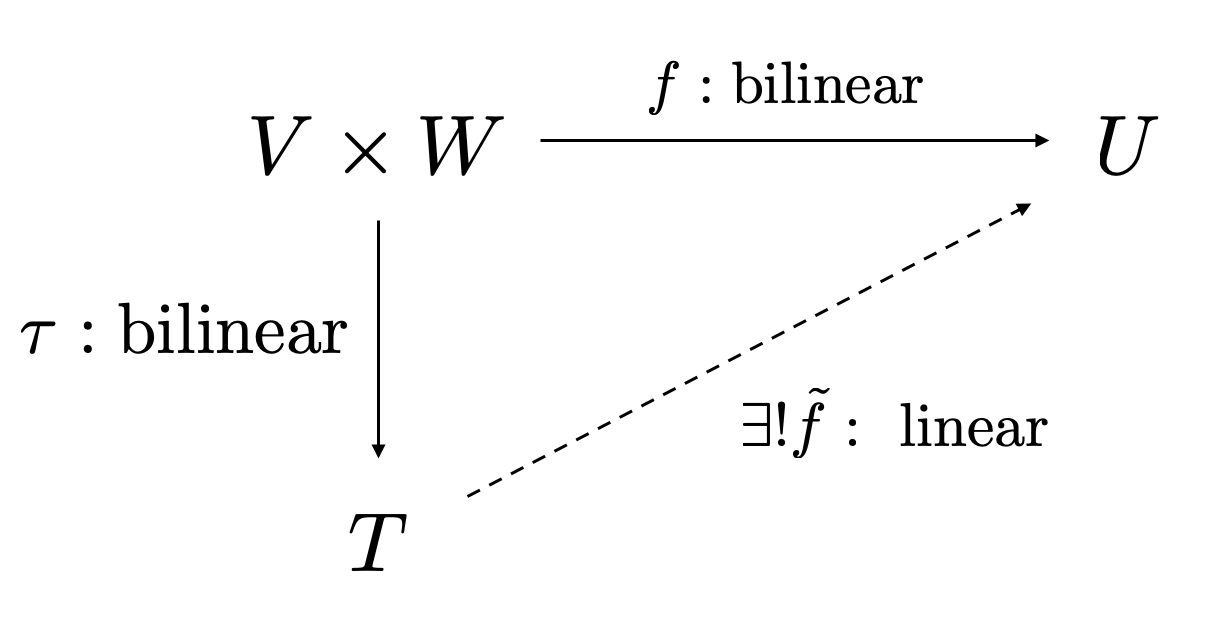 f : bilinear
V × W
U
τ : bilinear
∃!f̃ : linear
T